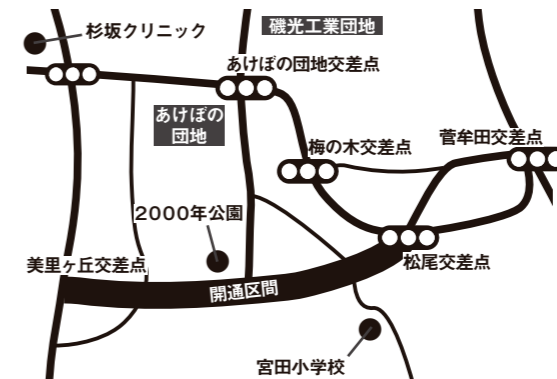 杉坂クリニック
磯光工業団地
あけぼの団地交差点
あけぼの
団地
梅の木交差点
菅牟田交差点
2000年公園
美里ヶ丘交差点
松尾交差点
開通区間
宮田小学校